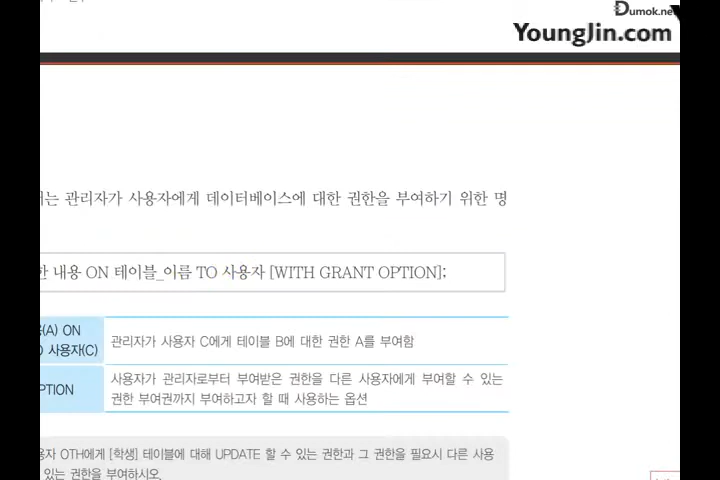 Dumok.ne
YoungJin.com
는 관리자가 사용자에게 데이터베이스에 대한 권한을 부여하기 위한 명
한 내용 ON 테이블_이름 TO 사용자 [WITH GRANT OPTION];
(A) ON
사용자(C)
관리자가 사용자 C에게 테이블 B에 대한 권한 A를 부여함
PTION
사용자가 관리자로부터 부여받은 권한을 다른 사용자에게 부여할 수 있는
권한 부여권까지 부여하고자 할 때 사용하는 옵션
용자 OTH에게 [학생] 테이블에 대해 UPDATE 할 수 있는 권한과 그 권한을 필요시 다른 사용
있는 권한을 부여하시오.